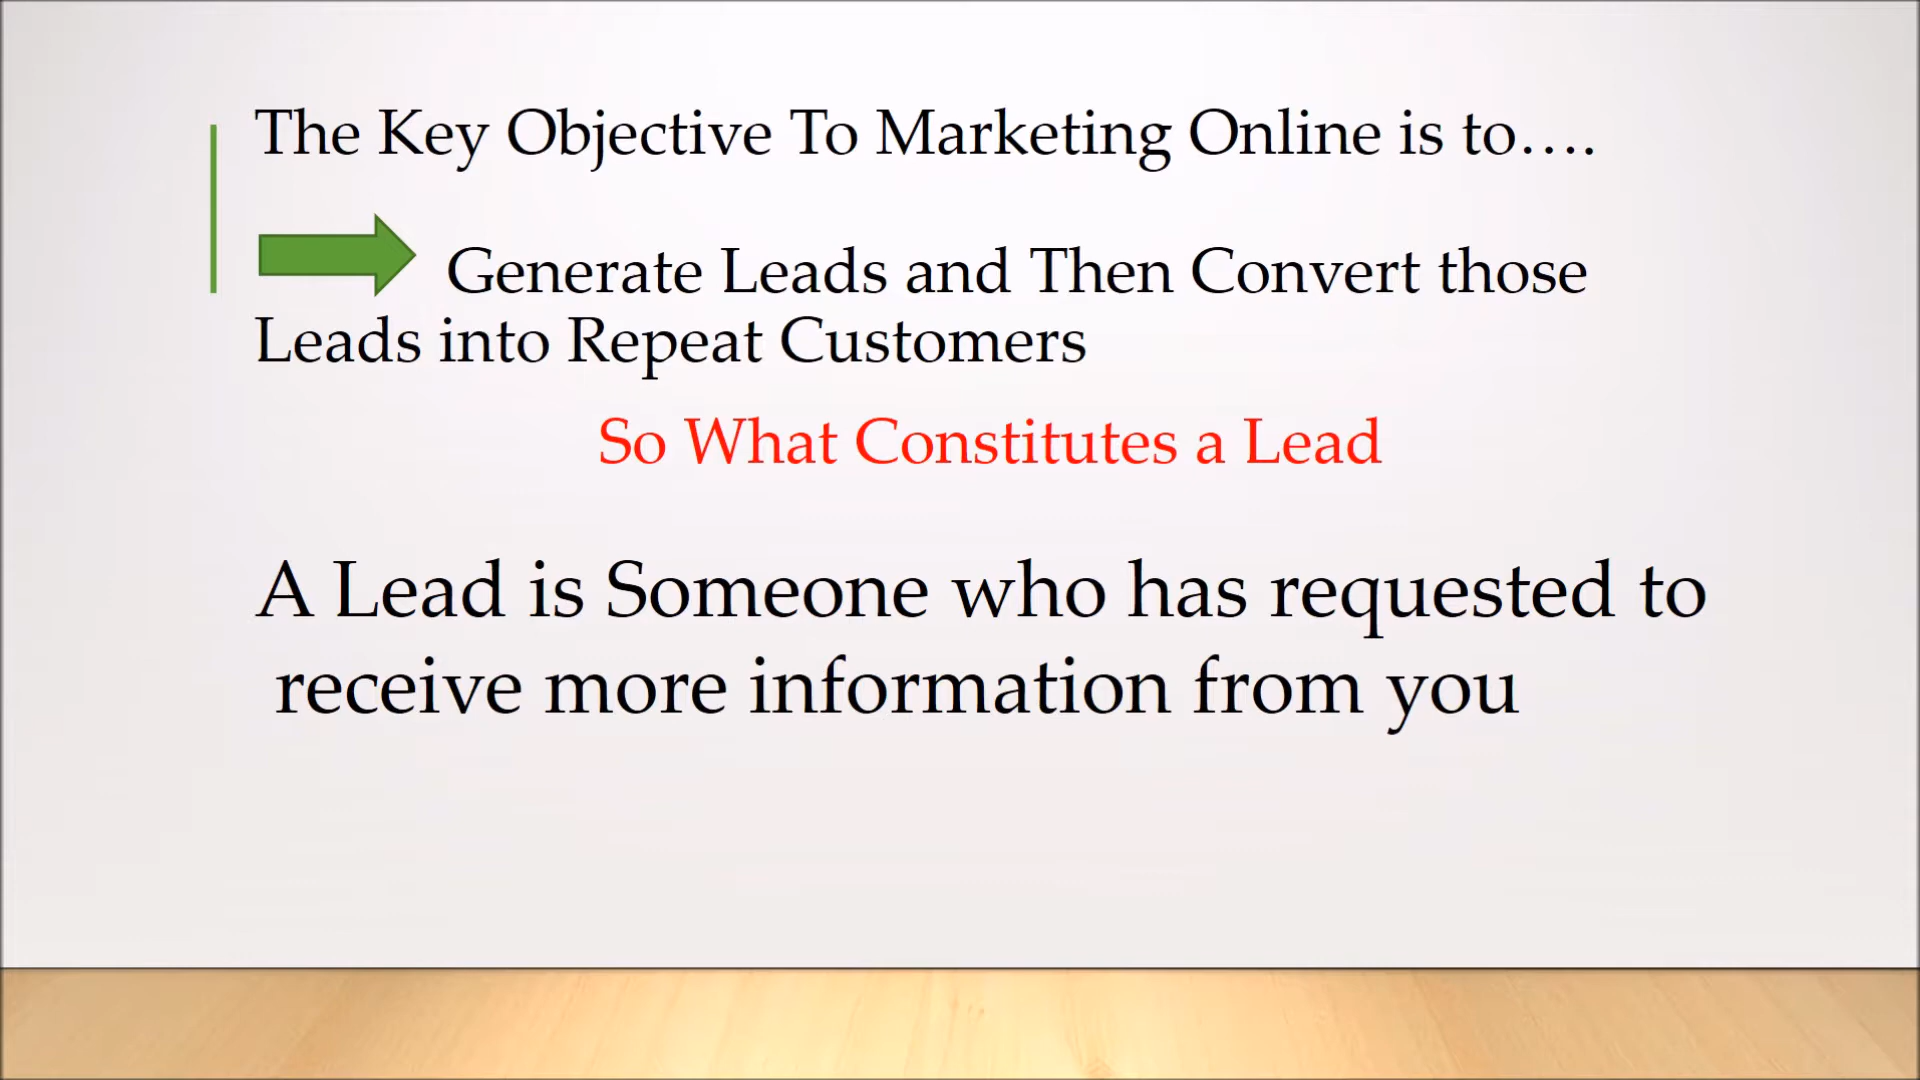 The Key Objective To Marketing Online is to….
Generate Leads and Then Convert those
Leads into Repeat Customers
So What Constitutes a Lead
A Lead is Someone who has requested to
receive more information from you